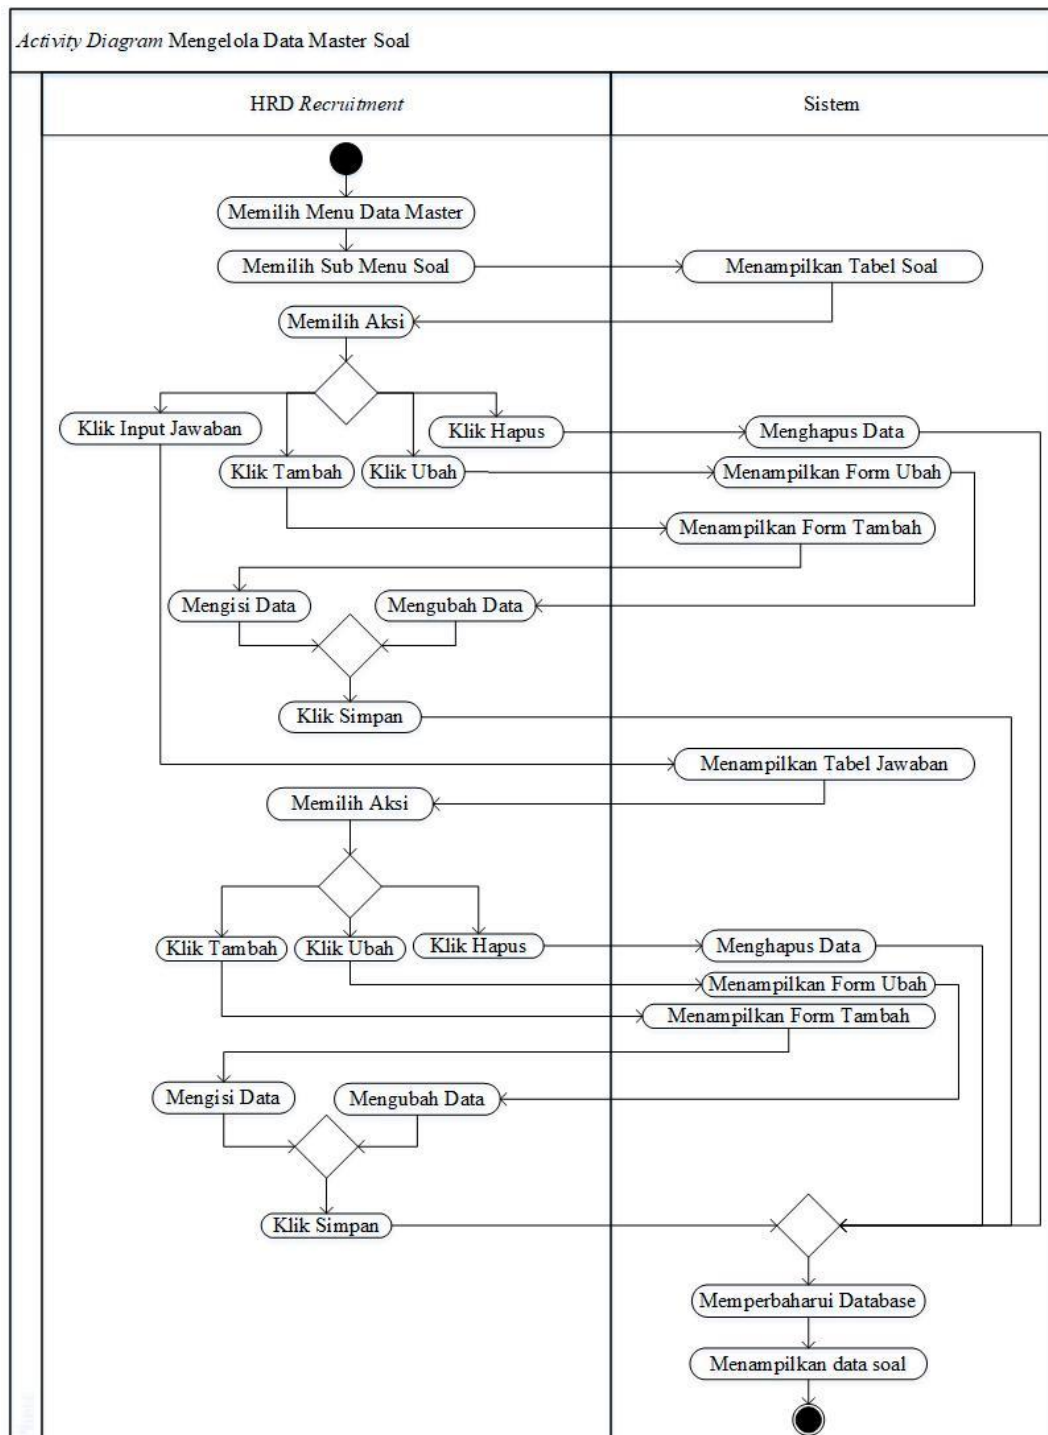 Activity Diagram Mengelola Data Master Soal
HRD Recruitment
Sistem
Memilih Menu Data Master
Memilih Sub Menu Soal
Menampilkan Tabel Soal
Memilih Aksi
Klik Input Jawaban
Klik Hapus
Menghapus Data
Klik Tambah
Klik Ubah
Menampilkan Form Ubah
Menampilkan Form Tambah
Mengisi Data
Mengubah Data
Klik Simpan
Menampilkan Tabel Jawaban
Memilih Aksi
Klik Tambah
Klik Ubah
Klik Hapus
Menghapus Data
Menampilkan Form Ubah
Menampilkan Form Tambah
Mengisi Data
Mengubah Data
Klik Simpan
Memperbaharui Database
Menampilkan data soal